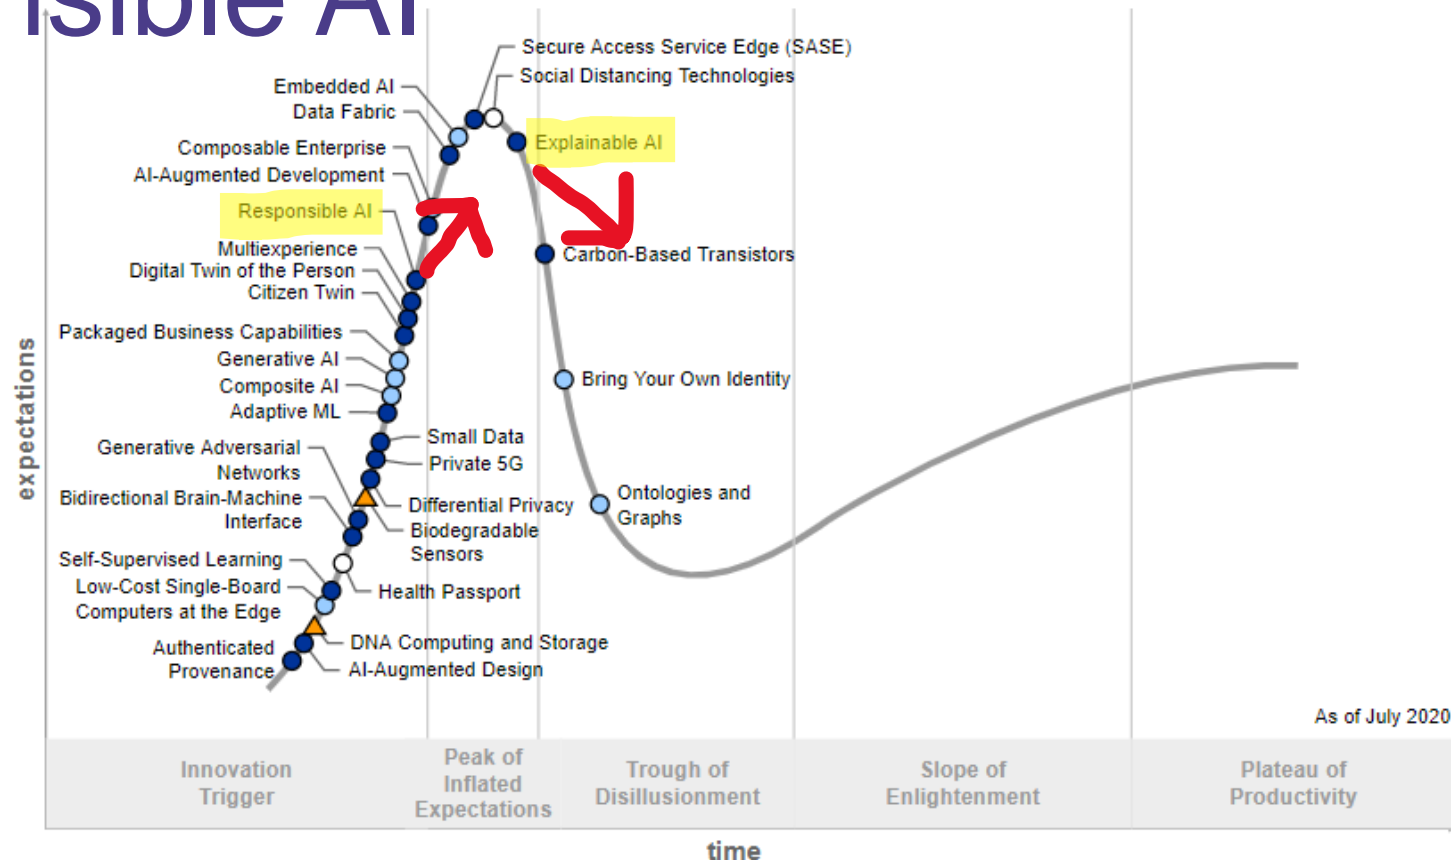 isible AI
Secure Access Service Edge (SASE)
Social Distancing Technologies
Embedded AI
Data Fabric
Composable Enterprise
AI-Augmented Development
Explainable AI
Responsible AI
Multiexperience
Digital Twin of the Person
Citizen Twin
Carbon-Based Transistors
Packaged Business Capabilities
Generative AI
Composite AI
Adaptive ML
Bring Your Own Identity
Small Data
Private 5G
Generative Adversarial
Networks
Differential Privacy
Bidirectional Brain-Machine
Interface
Biodegradable
Sensors
Ontologies and
Graphs
Self-Supervised Learning
Low-Cost Single-Board
Computers at the Edge
Health Passport
Authenticated
Provenance
DNA Computing and Storage
AI-Augmented Design
expectations
As of July 2020
Innovation
Trigger
Peak of
Inflated
Expectations
Trough of
Disillusionment
Slope of
Enlightenment
Plateau of
Productivity
time